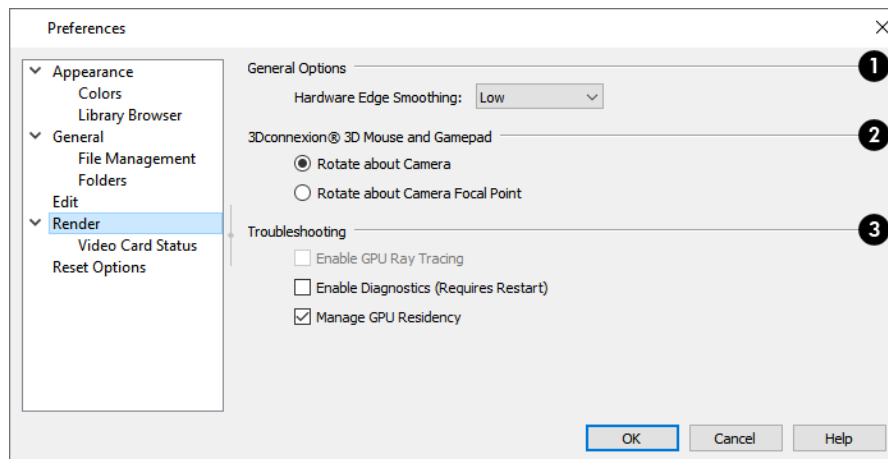 Preferences
Appearance
Colors
Library Browser
General
File Management
Folders
Edit
Render
Video Card Status
Reset Options
General Options
1
Hardware Edge Smoothing: Low
3Dconnexion® 3D Mouse and Gamepad
2
Rotate about Camera
Rotate about Camera Focal Point
Troubleshooting
3
Enable GPU Ray Tracing
Enable Diagnostics (Requires Restart)
Manage GPU Residency
OK Cancel Help